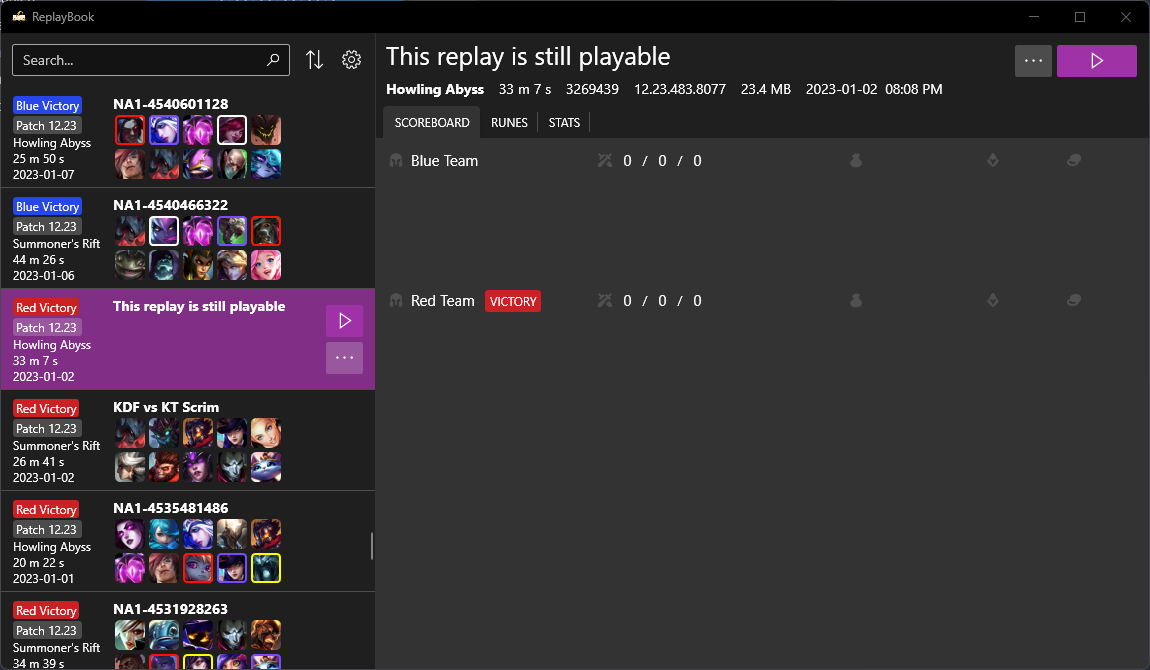 ReplayBook
Search...
Blue Victory
Patch 12.23
Howling Abyss
25 m 50 s
2023-01-07
NA1-4540601128
Blue Victory
Patch 12.23
Summoner's Rift
44 m 26 s
2023-01-06
NA1-4540466322
Red Victory
Patch 12.23
Howling Abyss
33 m 7 s
2023-01-02
This replay is still playable
Red Victory
Patch 12.23
Summoner's Rift
26 m 41 s
2023-01-02
KDF vs KT Scrim
Red Victory
Patch 12.23
Howling Abyss
20 m 22 s
2023-01-01
NA1-4535481486
Red Victory
Patch 12.23
Summoner's Rift
34 m 39 s
NA1-4531928263
This replay is still playable
Howling Abyss 33 m 7 s 3269439 12.23.483.8077 23.4 MB 2023-01-02 08:08 PM
SCOREBOARD RUNES STATS
Blue Team 0 / 0 / 0
Red Team VICTORY 0 / 0 / 0